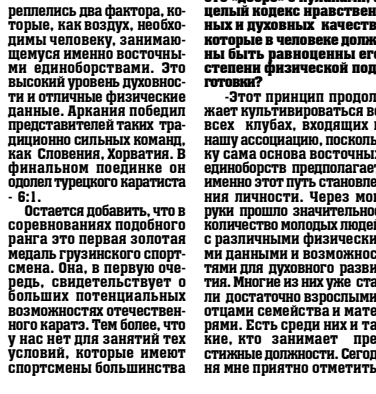 реплелись два фактора, ко-
торые, как воздух, необхо-
димы человеку, занимаю-
щемуся именно восточны-
ми единоборствами. Это
высокий уровень духовнос-
ти и отличные физические
данные. Аркания победил
представителей таких тра-
диционно сильных команд,
как Словения, Хорватия. В
финальном поединке он
одолел турецкого каратиста
- 6:1.
Остается добавить, что в
соревнованиях подобного
ранга это первая золотая
медаль грузинского спорт-
смена. Она, в первую оче-
редь, свидетельствует о
больших потенциальных
возможностях отечествен-
ного каратэ. Тем более, что
у нас нет для занятий тех
условий, которые имеют
спортсмены большинства
целый кодекс нравствен
ных и духовных качеств
которые в человеке долж
ны быть равноценны его
степени физической под
готовки?
-Этот принцип продол
жает культивироваться во
всех клубах, входящих в
нашу ассоциацию, посколь
ку сама основа восточных
единоборств предполагает
именно этот путь становле
ния личности. Через мои
руки прошло значительное
количество молодых людей
с различными физически
ми данными и возможнос
тями для духовного разви
тия. Многие из них уже ста
ли достаточно взрослыми
отцами семейства и мате
рями. Есть среди них и та
кие, кто занимает пре
стижные должности. Сегод
ня мне приятно отметить